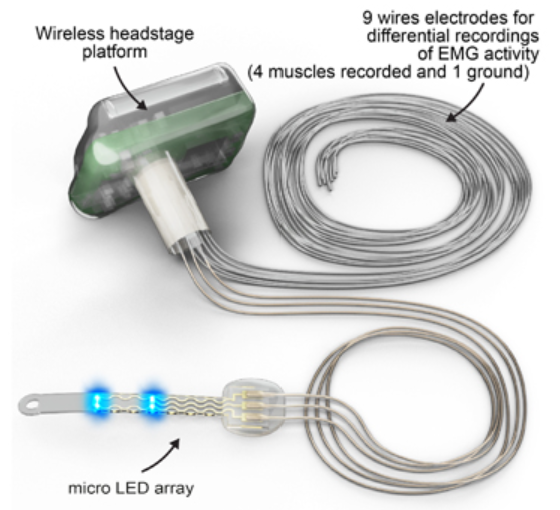 Wireless headstage
platform
9 wires electrodes for
differential recordings
of EMG activity
(4 muscles recorded and 1 ground)
micro LED array